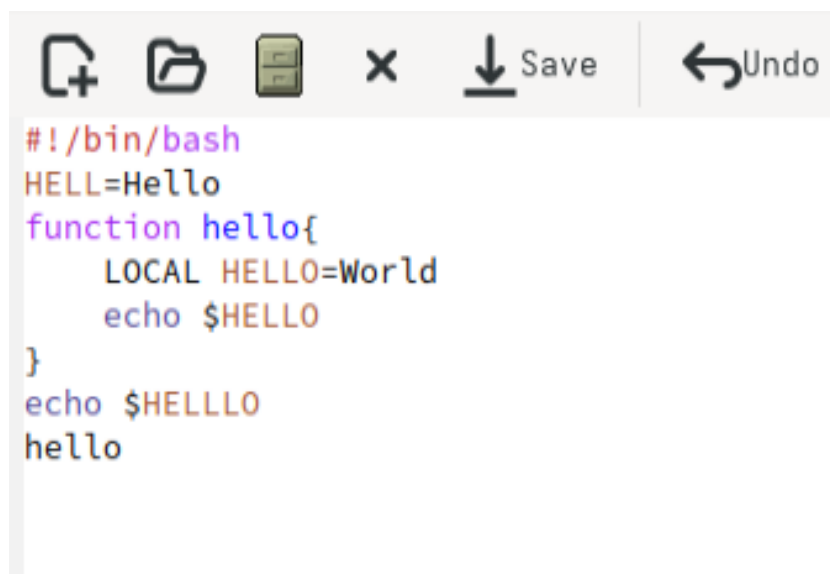 Save Undo
#!/bin/bash
HELL=Hello
function hello{
    LOCAL HELLO=World
    echo $HELLO
}
echo $HELLLO
hello